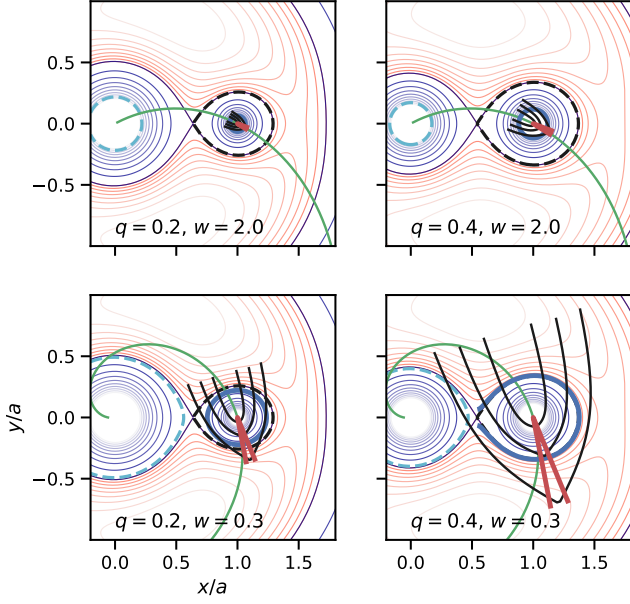 0.5
0.0
−0.5
q = 0.2, w = 2.0
q = 0.4, w = 2.0
0.5
0.0
−0.5
y/a
q = 0.2, w = 0.3
q = 0.4, w = 0.3
0.0 0.5 1.0 1.5
0.0 0.5 1.0 1.5
x/a